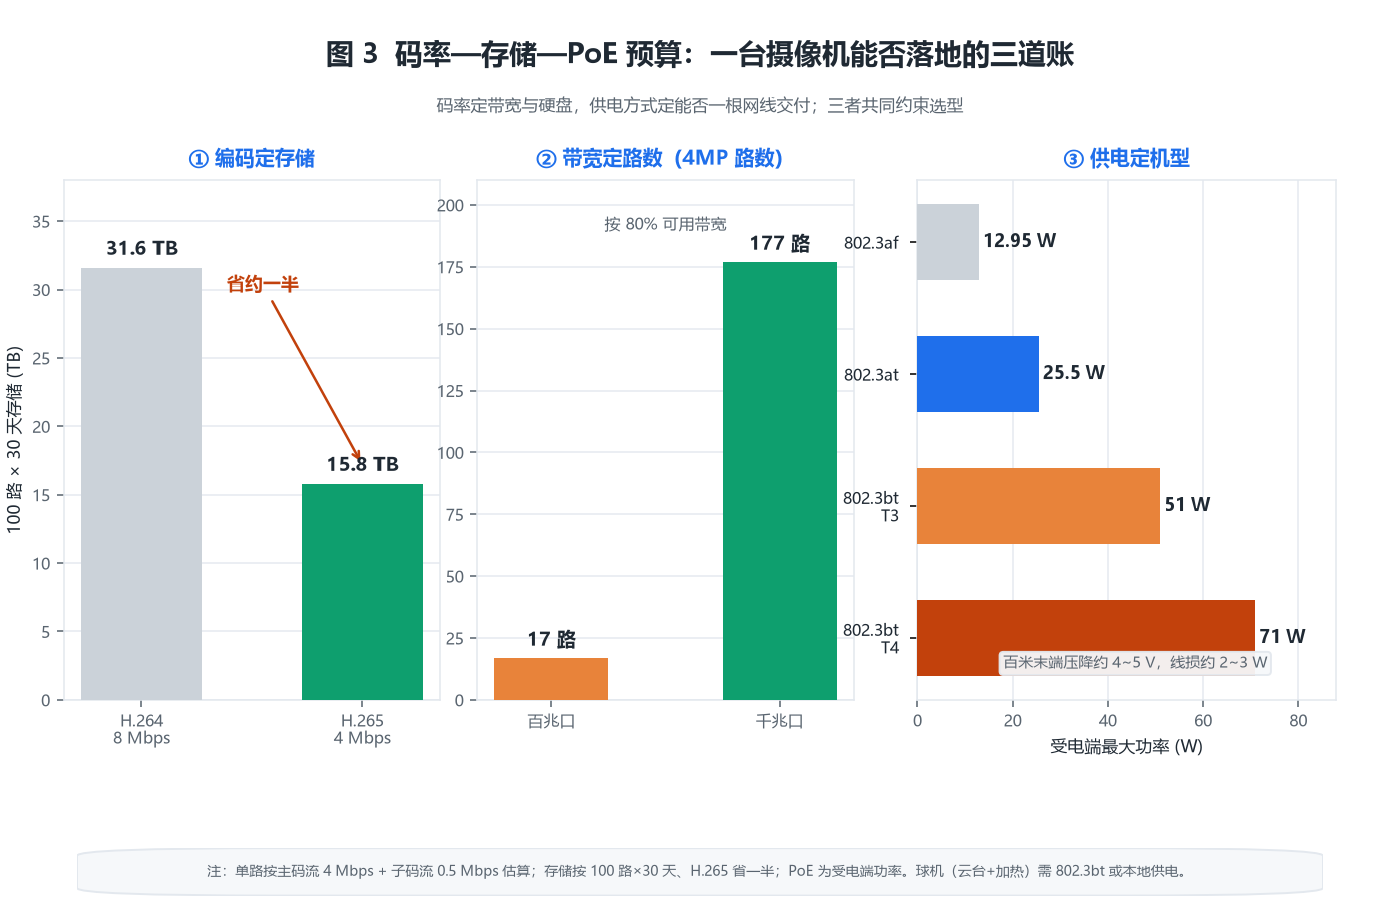 图 3  码率—存储—PoE 预算：一台摄像机能否落地的三道账
码率定带宽与硬盘，供电方式定能否一根网线交付；三者共同约束选型
① 编码定存储
100 路 × 30 天存储 (TB)
35
30
25
20
15
10
5
0
31.6 TB
省约一半
15.8 TB
H.264
8 Mbps
H.265
4 Mbps
② 带宽定路数（4MP 路数）
200
175
150
125
100
75
50
25
0
按 80% 可用带宽
177 路
17 路
百兆口
千兆口
③ 供电定机型
802.3af
12.95 W
802.3at
25.5 W
802.3bt
T3
51 W
802.3bt
T4
71 W
百米末端压降约 4~5 V，线损约 2~3 W
0
20
40
60
80
受电端最大功率 (W)
注：单路按主码流 4 Mbps + 子码流 0.5 Mbps 估算；存储按 100 路×30 天、H.265 省一半；PoE 为受电端功率。球机（云台+加热）需 802.3bt 或本地供电。